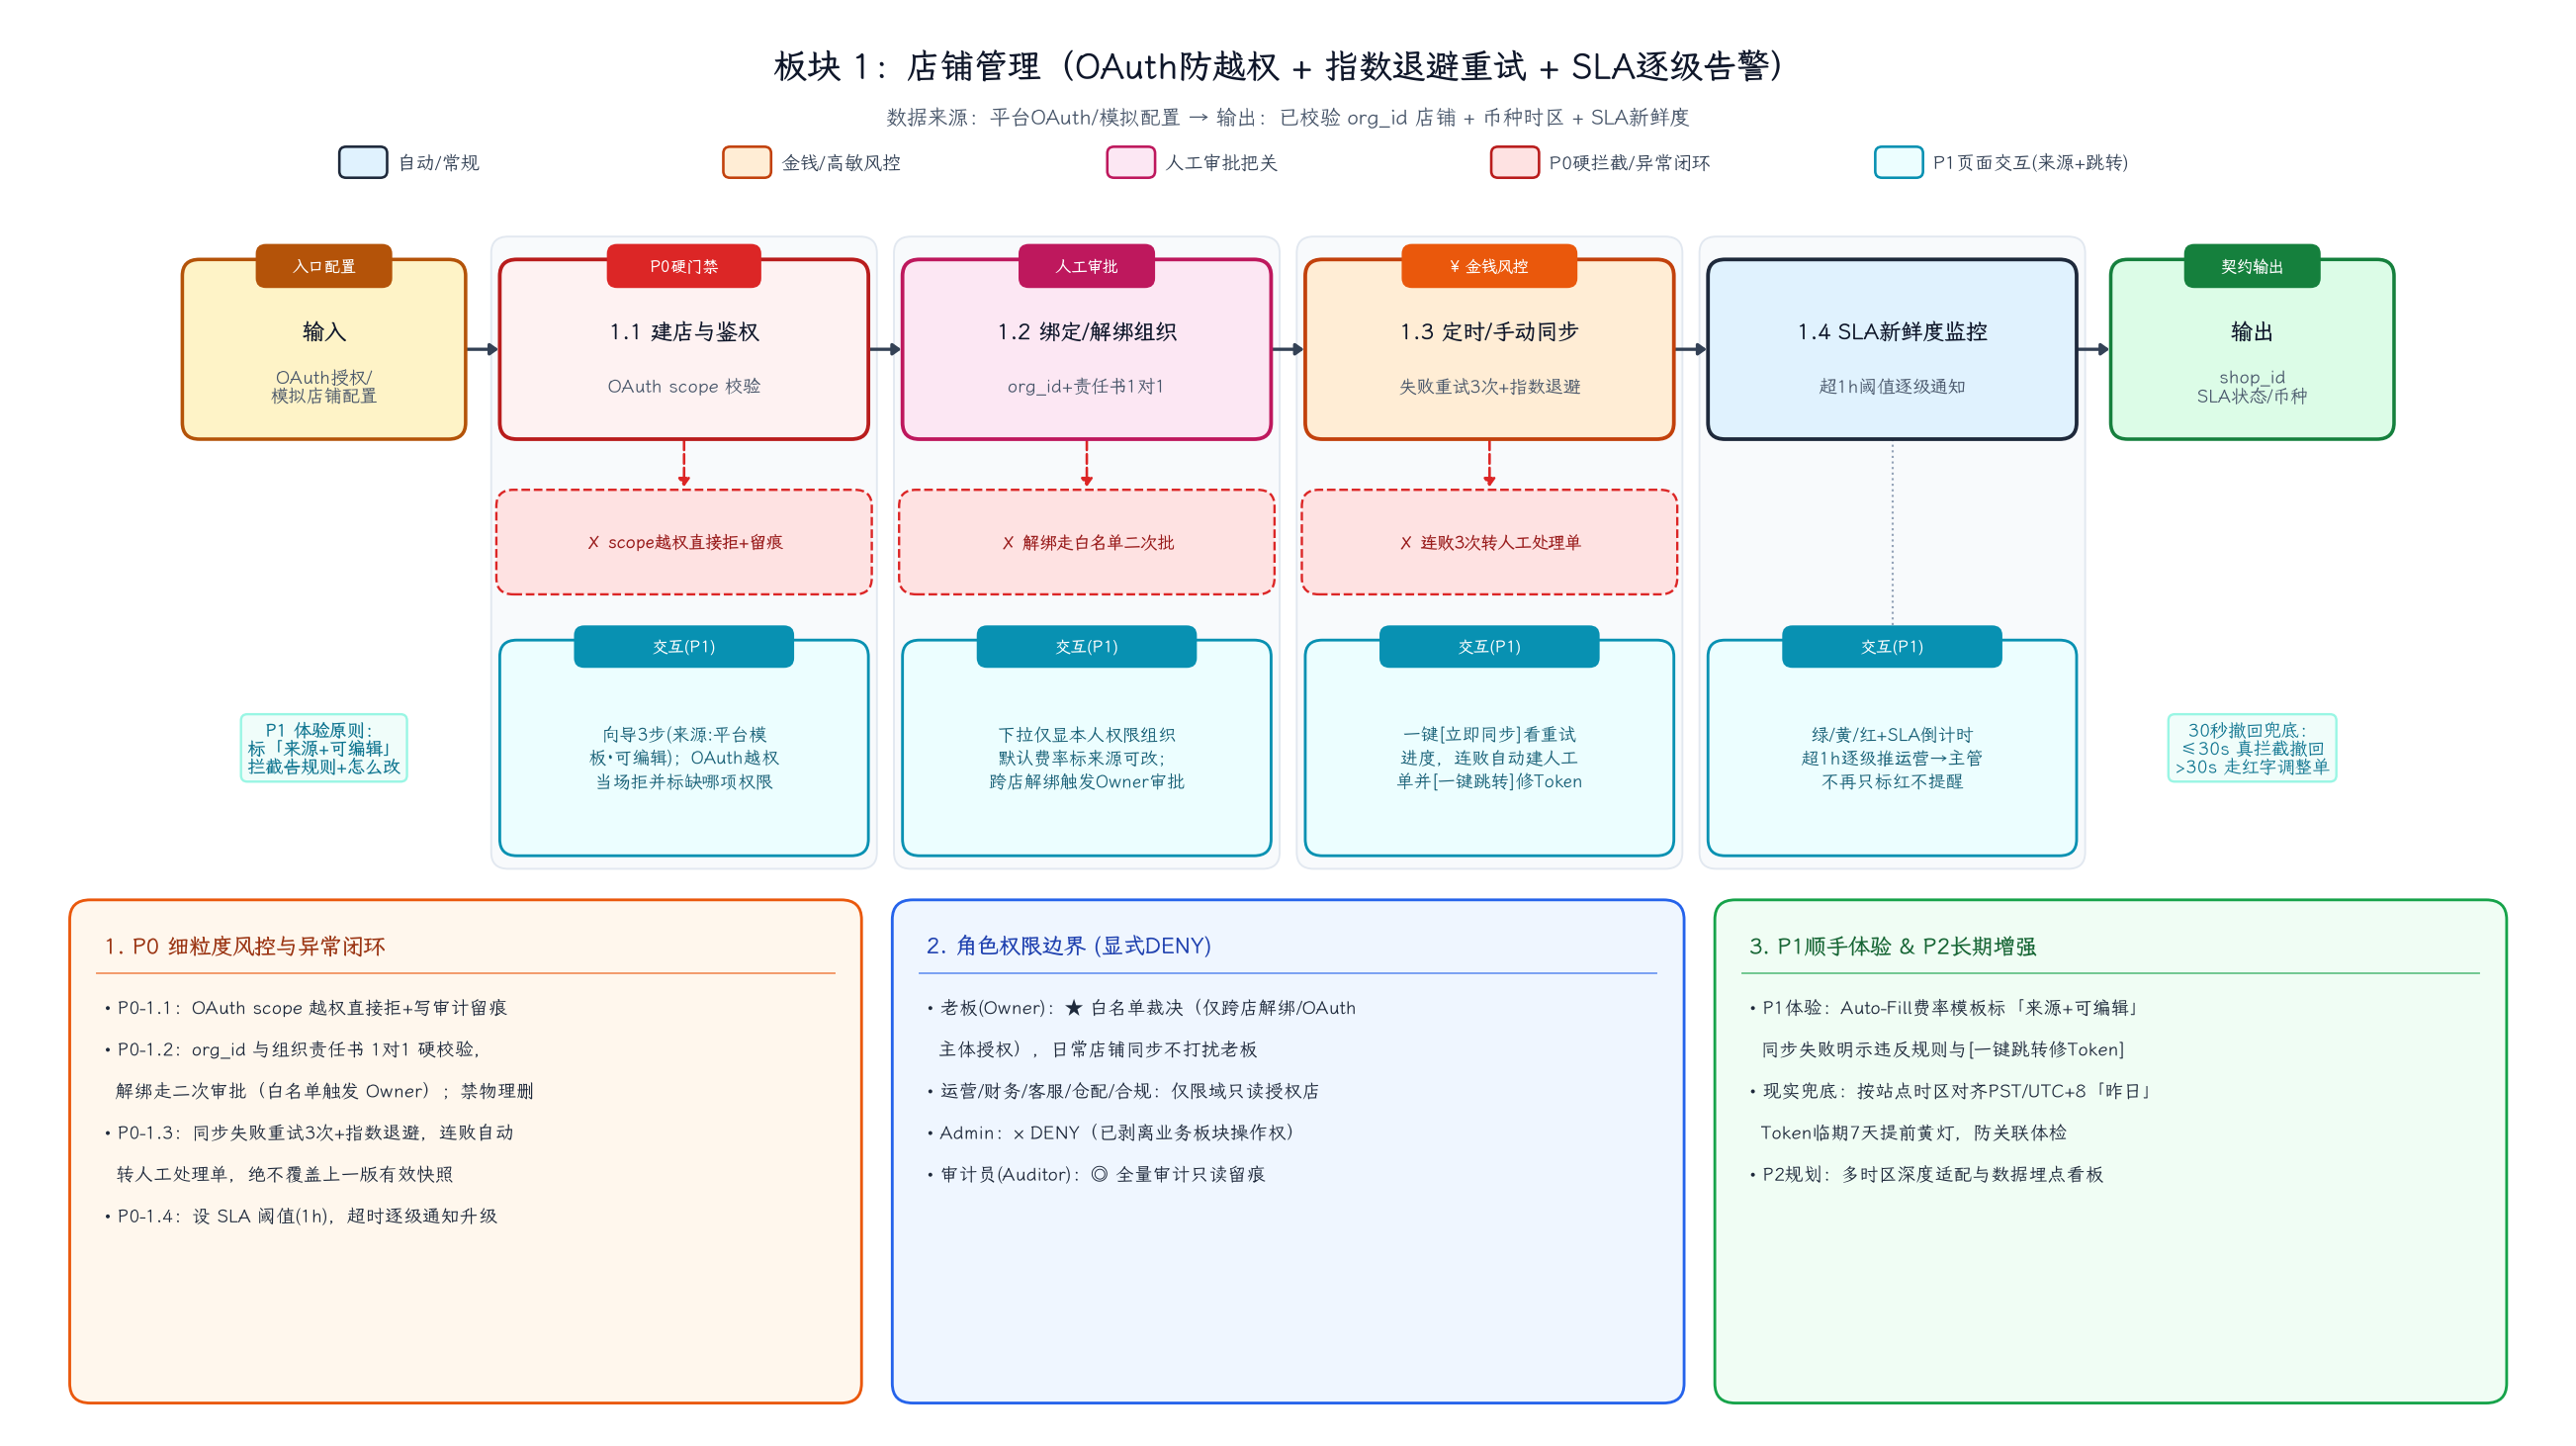 板块 1：店铺管理（OAuth防越权 + 指数退避重试 + SLA逐级告警）
数据来源：平台OAuth/模拟配置 → 输出：已校验 org_id 店铺 + 币种时区 + SLA新鲜度
自动/常规
金钱/高敏风控
人工审批把关
P0硬拦截/异常闭环
P1页面交互(来源+跳转)
入口配置
输入
OAuth授权/
模拟店铺配置
P0硬门禁
1.1 建店与鉴权
OAuth scope 校验
人工审批
1.2 绑定/解绑组织
org_id+责任书1对1
¥ 金钱风控
1.3 定时/手动同步
失败重试3次+指数退避
1.4 SLA新鲜度监控
超1h阈值逐级通知
契约输出
输出
shop_id
SLA状态/币种
X scope越权直接拒+留痕
X 解绑走白名单二次批
X 连败3次转人工处理单
P1 体验原则：
标「来源+可编辑」
拦截告规则+怎么改
交互(P1)
向导3步(来源:平台模
板·可编辑)；OAuth越权
当场拒并标缺哪项权限
交互(P1)
下拉仅显本人权限组织
默认费率标来源可改；
跨店解绑触发Owner审批
交互(P1)
一键[立即同步]看重试
进度，连败自动建人工
单并[一键跳转]修Token
交互(P1)
绿/黄/红+SLA倒计时
超1h逐级推运营→主管
不再只标红不提醒
30秒撤回兜底：
≤30s 真拦截撤回
>30s 走红字调整单
1. P0 细粒度风控与异常闭环
• P0-1.1：OAuth scope 越权直接拒+写审计留痕
• P0-1.2：org_id 与组织责任书 1对1 硬校验，
解绑走二次审批（白名单触发 Owner）；禁物理删
• P0-1.3：同步失败重试3次+指数退避，连败自动
转人工处理单，绝不覆盖上一版有效快照
• P0-1.4：设 SLA 阈值(1h)，超时逐级通知升级
2. 角色权限边界 (显式DENY)
• 老板(Owner)：★ 白名单裁决（仅跨店解绑/OAuth
主体授权），日常店铺同步不打扰老板
• 运营/财务/客服/仓配/合规：仅限域只读授权店
• Admin：× DENY（已剥离业务板块操作权）
• 审计员(Auditor)：◎ 全量审计只读留痕
3. P1顺手体验 & P2长期增强
• P1体验：Auto-Fill费率模板标「来源+可编辑」
同步失败明示违反规则与[一键跳转修Token]
• 现实兜底：按站点时区对齐PST/UTC+8「昨日」
Token临期7天提前黄灯，防关联体检
• P2规划：多时区深度适配与数据埋点看板